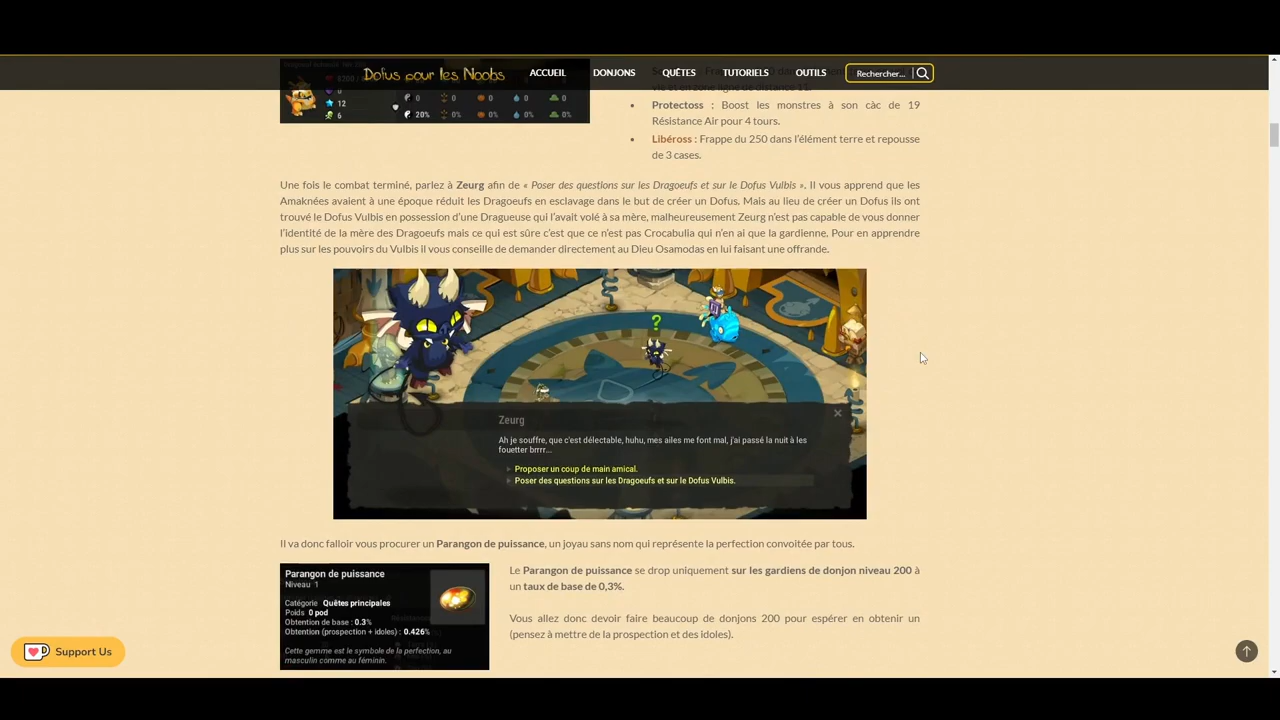 Dofus pour les Noobs
ACCUEIL
DONJONS
QUÊTES
TUTORIELS
OUTILS
Rechercher...
12
6
0 0 0 0 0
20% 0% 0% 0% 0%
Protectoss : Boost les monstres à son càc de 19
Résistance Air pour 4 tours.
Libéross : Frappe du 250 dans l'élément terre et repousse
de 3 cases.
Une fois le combat terminé, parlez à Zeurg afin de « Poser des questions sur les Dragoeufs et sur le Dofus Vulbis ». Il vous apprend que les
Amaknées avaient à une époque réduit les Dragoeufs en esclavage dans le but de créer un Dofus. Mais au lieu de créer un Dofus ils ont
trouvé le Dofus Vulbis en possession d'une Dragueuse qui l'avait volé à sa mère, malheureusement Zeurg n'est pas capable de vous donner
l'identité de la mère des Dragoeufs mais ce qui est sûre c'est que ce n'est pas Crocabulia qui n'en ai que la gardienne. Pour en apprendre
plus sur les pouvoirs du Vulbis il vous conseille de demander directement au Dieu Osamodas en lui faisant une offrande.
?
Zeurg
Ah je souffre, que c'est délectable, huhu, mes ailes me font mal, j'ai passé la nuit à les
fouetter brrrr...
Proposer un coup de main amical.
Poser des questions sur les Dragoeufs et sur le Dofus Vulbis.
Il va donc falloir vous procurer un Parangon de puissance, un joyau sans nom qui représente la perfection convoitée par tous.
Parangon de puissance
Niveau 1
Catégorie Quêtes principales
Poids 0 pod
Obtention de base : 0.3%
Obtention (prospection + idoles) : 0.426%
Cette gemme est le symbole de la perfection, au
masculin comme au féminin.
Le Parangon de puissance se drop uniquement sur les gardiens de donjon niveau 200 à
un taux de base de 0,3%.
Vous allez donc devoir faire beaucoup de donjons 200 pour espérer en obtenir un
(pensez à mettre de la prospection et des idoles).
Support Us